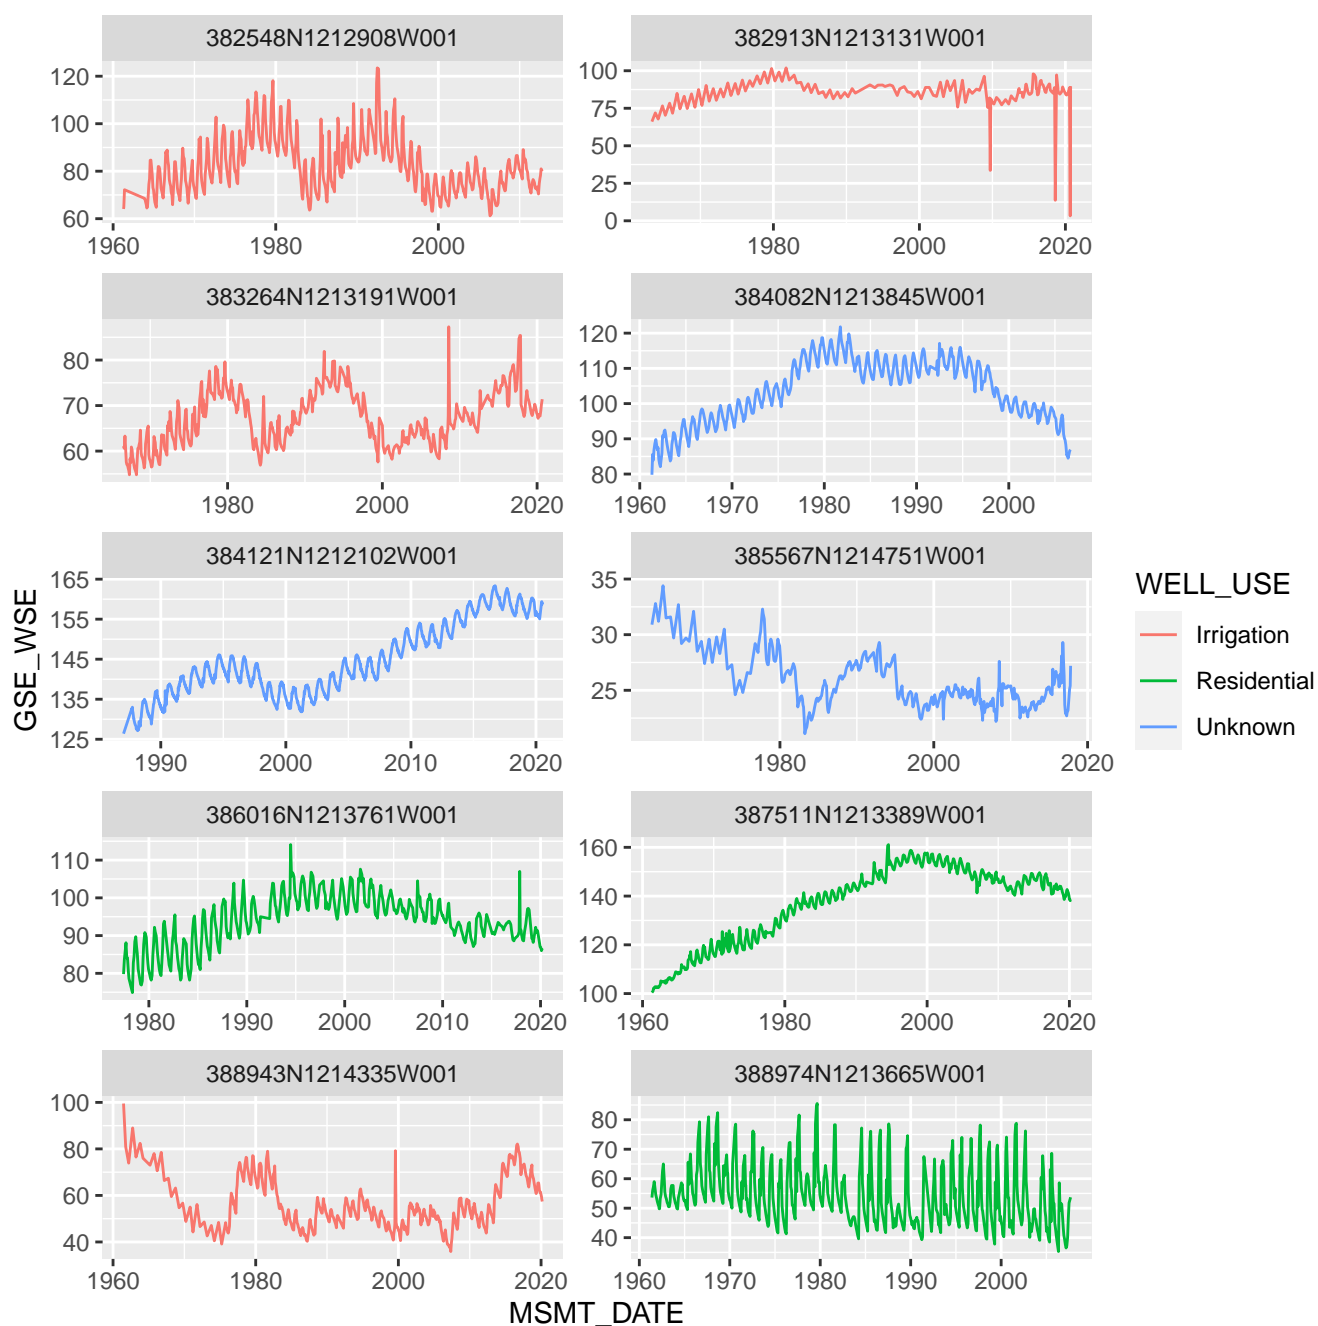 382548N1212908W001 382913N1213131W001
120
100
80
60
100
75
50
25
0
1960 1980 2000
1980 2000 2020
383264N1213191W001 384082N1213845W001
80
70
60
120
110
100
90
80
1980 2000 2020
1960 1970 1980 1990 2000
384121N1212102W001 385567N1214751W001
165
155
145
135
125
35
30
25
1990 2000 2010 2020
1980 2000 2020
386016N1213761W001 387511N1213389W001
110
100
90
80
160
140
120
100
1980 1990 2000 2010 2020
1960 1980 2000 2020
388943N1214335W001 388974N1213665W001
100
80
60
40
80
70
60
50
40
1960 1980 2000 2020
1960 1970 1980 1990 2000
GSE_WSE
MSMT_DATE
WELL_USE
Irrigation
Residential
Unknown